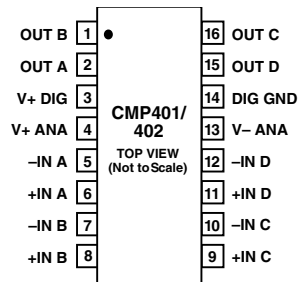 OUT B 1 16 OUT C
OUT A 2 15 OUT D
V+ DIG 3 14 DIG GND
V+ ANA 4 13 V– ANA
–IN A 5 12 –IN D
+IN A 6 11 +IN D
–IN B 7 10 –IN C
+IN B 8 9 +IN C
CMP401/
402
TOP VIEW
(Not to Scale)